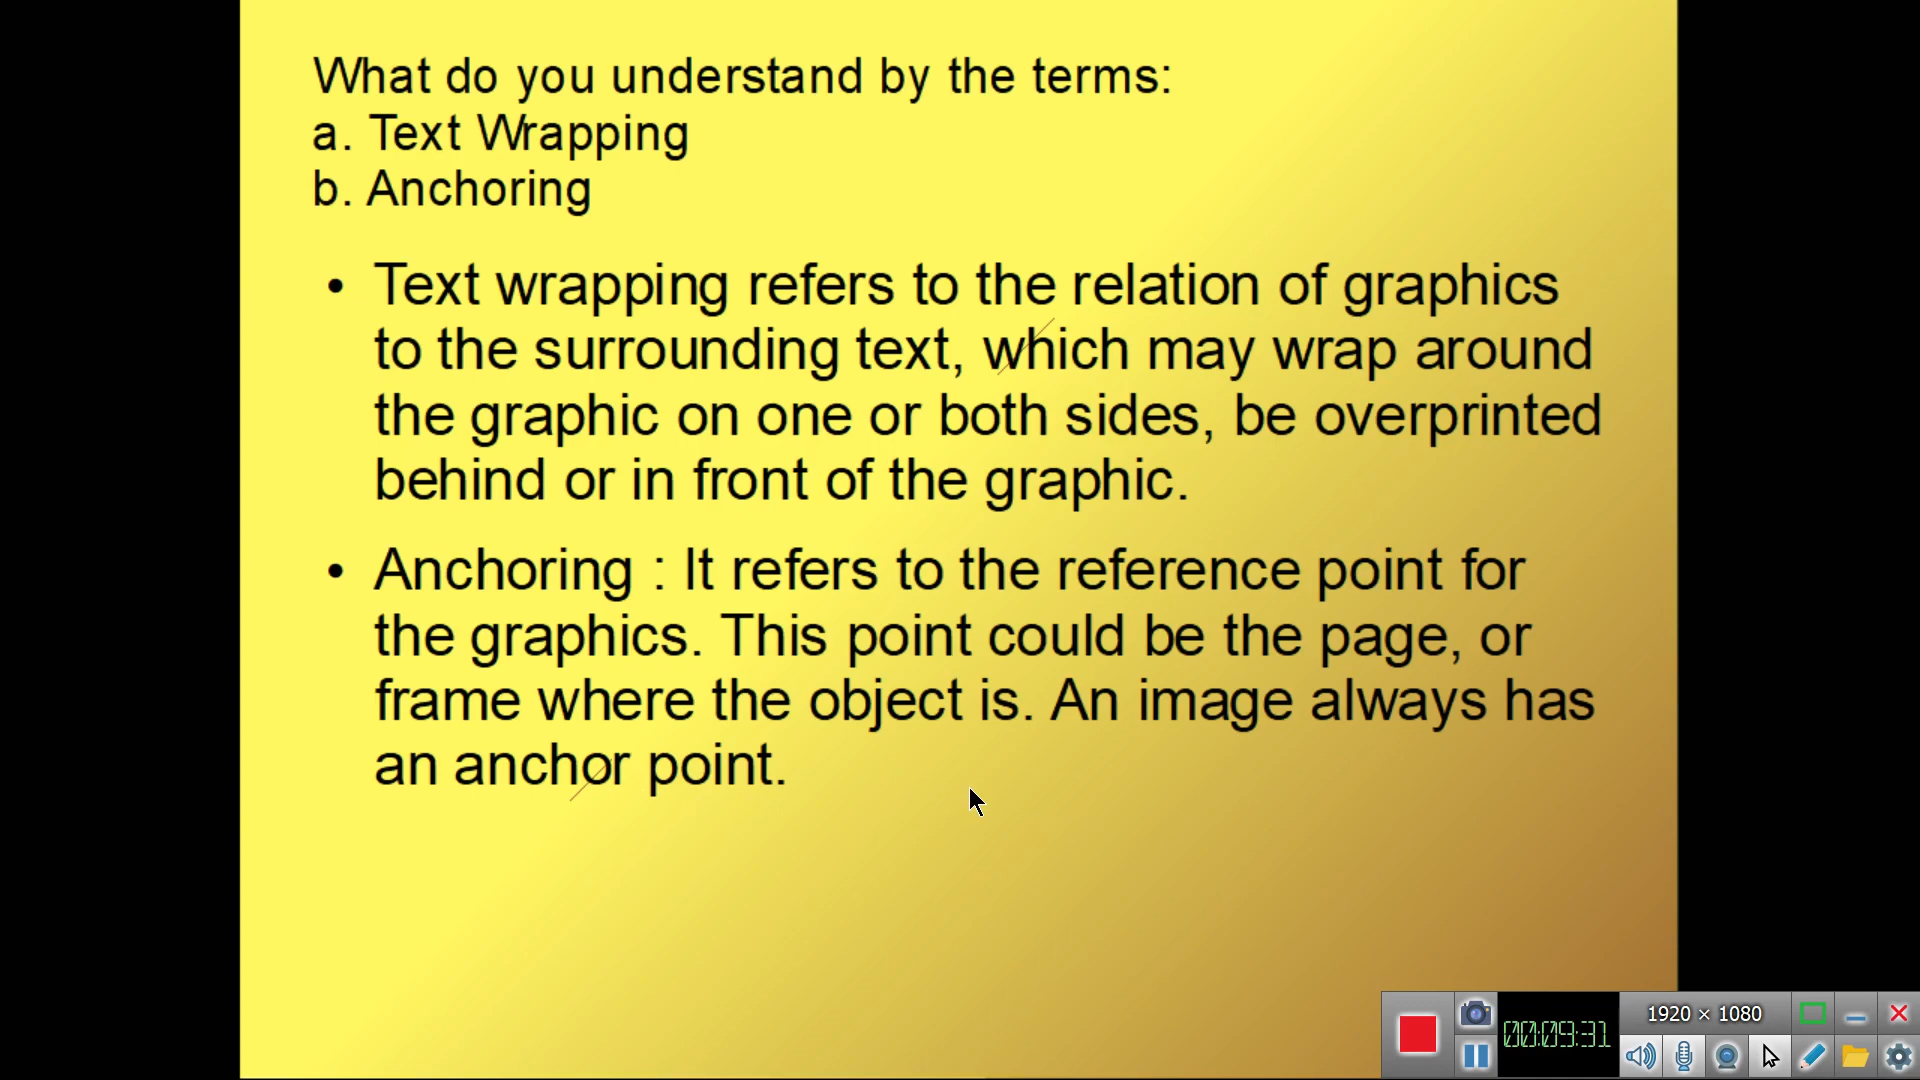 What do you understand by the terms:
a. Text Wrapping
b. Anchoring
• Text wrapping refers to the relation of graphics
to the surrounding text, which may wrap around
the graphic on one or both sides, be overprinted
behind or in front of the graphic.
• Anchoring : It refers to the reference point for
the graphics. This point could be the page, or
frame where the object is. An image always has
an anchor point.
1920 × 1080
00:09:31